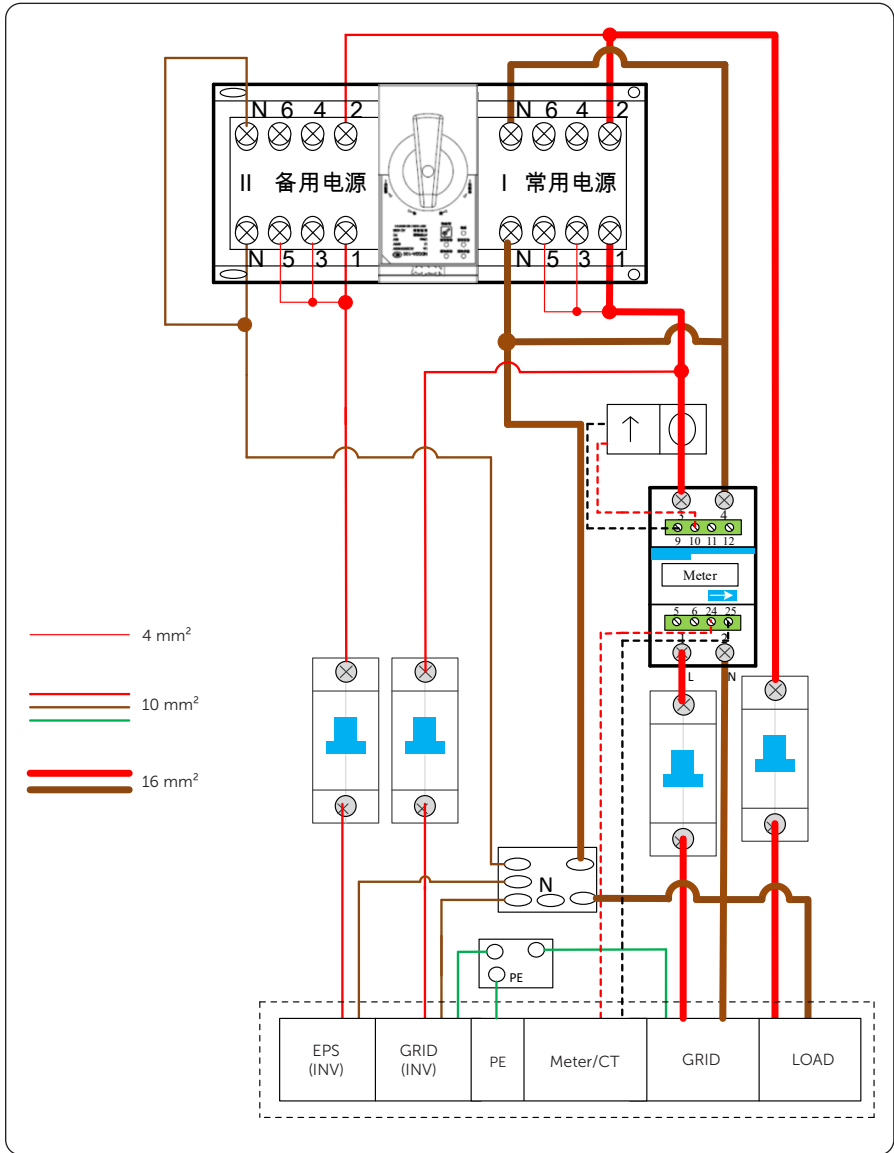 N 6 4 2
N 6 4 2
II 备用电源
I 常用电源
N 5 3 1
N 5 3 1
4
9 10 11 12
Meter
5 6 24 25
2
L
N
4 mm²
10 mm²
16 mm²
N
PE
EPS
(INV)
GRID
(INV)
PE
Meter/CT
GRID
LOAD